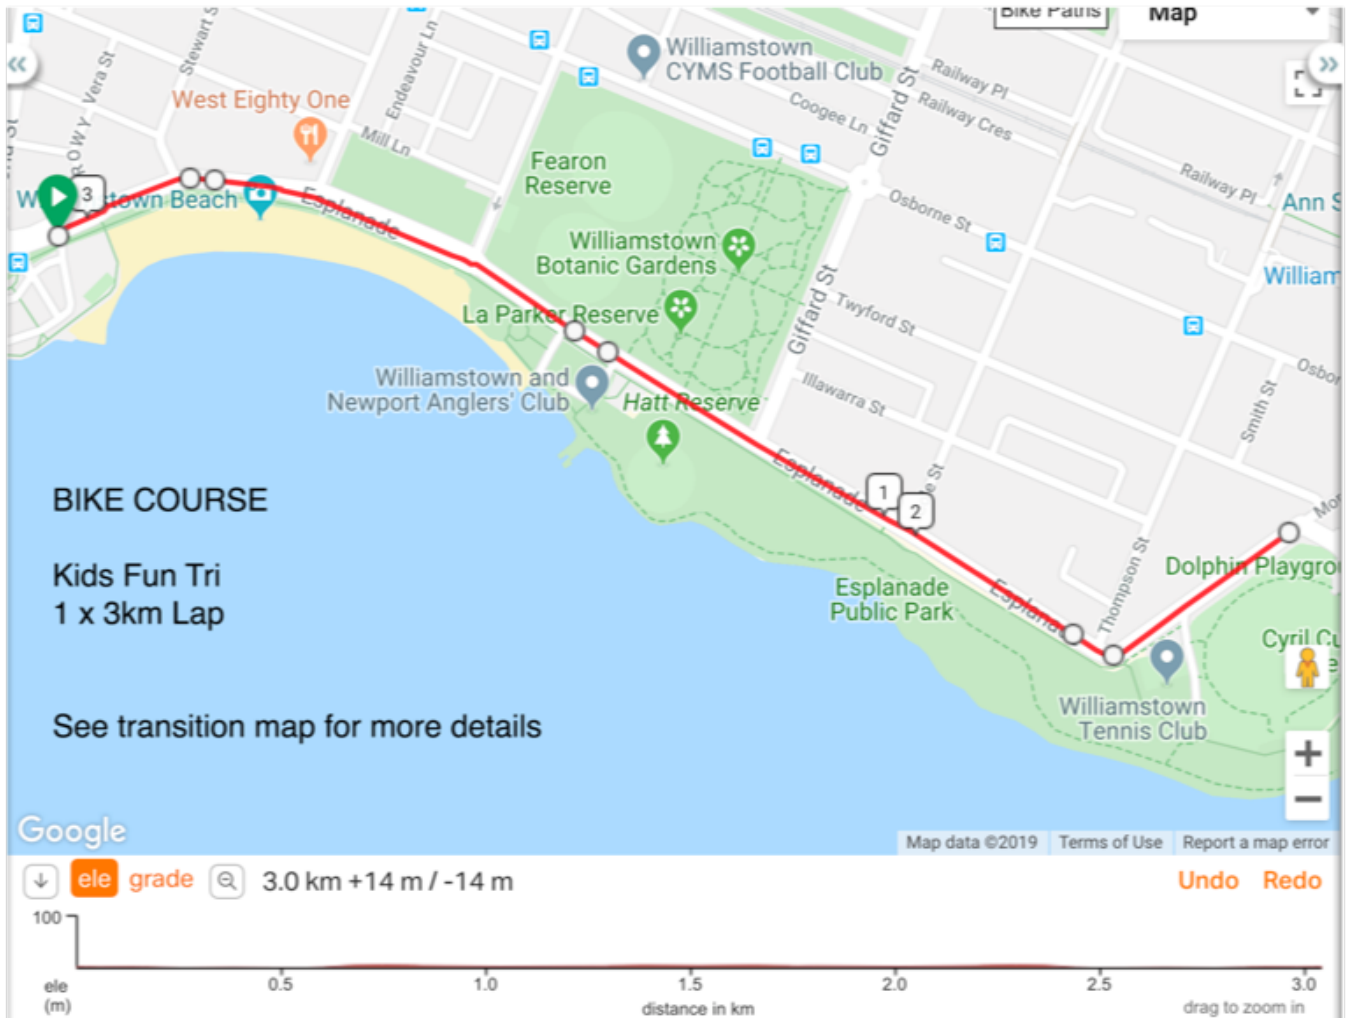 Bike Paths
Map
Williamstown
CYMS Football Club
Stewart S
Endeavour Ln
Vera St
ROWY
West Eighty One
Mill Ln
Coogee Ln
Giffard St
Railway Pl
Railway Cres
Railway Pl
Fearon
Reserve
3
town Beach
Esplanade
Osborne St
Ann S
Williamstown
Botanic Gardens
William
La Parker Reserve
Twyford St
Giffard St
Williamstown and
Newport Anglers' Club
Hatt Reserve
Illawarra St
Osbor
Smith St
Esplanade
1
2
e St
BIKE COURSE
Kids Fun Tri
1 x 3km Lap
Esplanade
Public Park
Esplanad
Thompson St
Mor
Dolphin Playgro
Cyril Cu
e
See transition map for more details
Williamstown
Tennis Club
Google
Map data ©2019
Terms of Use
Report a map error
ele grade 3.0 km +14 m / -14 m
Undo Redo
100
ele
(m)
0.5 1.0 1.5 2.0 2.5 3.0
distance in km
drag to zoom in